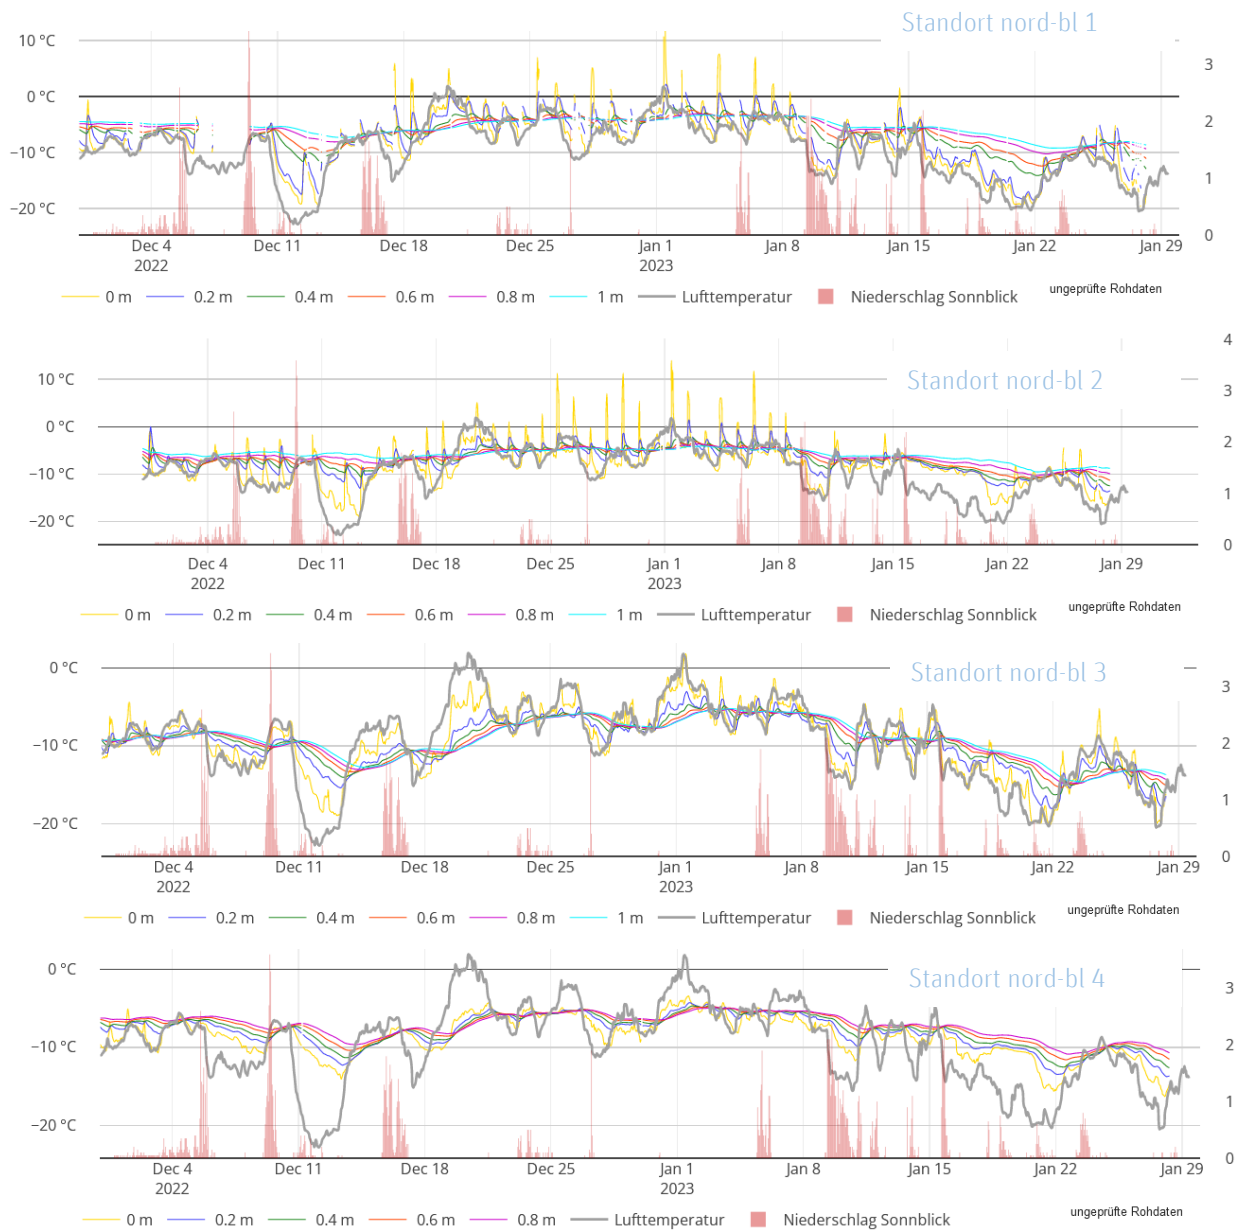 Standort nord-bl 1
10 °C
0 °C
−10 °C
−20 °C
3
2
1
0
Dec 4
2022
Dec 11
Dec 18
Dec 25
Jan 1
2023
Jan 8
Jan 15
Jan 22
Jan 29
0 m
0.2 m
0.4 m
0.6 m
0.8 m
1 m
Lufttemperatur
Niederschlag Sonnblick
ungeprüfte Rohdaten
Standort nord-bl 2
10 °C
0 °C
−10 °C
−20 °C
4
3
2
1
0
Dec 4
2022
Dec 11
Dec 18
Dec 25
Jan 1
2023
Jan 8
Jan 15
Jan 22
Jan 29
0 m
0.2 m
0.4 m
0.6 m
0.8 m
1 m
Lufttemperatur
Niederschlag Sonnblick
ungeprüfte Rohdaten
Standort nord-bl 3
0 °C
−10 °C
−20 °C
3
2
1
0
Dec 4
2022
Dec 11
Dec 18
Dec 25
Jan 1
2023
Jan 8
Jan 15
Jan 22
Jan 29
0 m
0.2 m
0.4 m
0.6 m
0.8 m
1 m
Lufttemperatur
Niederschlag Sonnblick
ungeprüfte Rohdaten
Standort nord-bl 4
0 °C
−10 °C
−20 °C
3
2
1
0
Dec 4
2022
Dec 11
Dec 18
Dec 25
Jan 1
2023
Jan 8
Jan 15
Jan 22
Jan 29
0 m
0.2 m
0.4 m
0.6 m
0.8 m
Lufttemperatur
Niederschlag Sonnblick
ungeprüfte Rohdaten